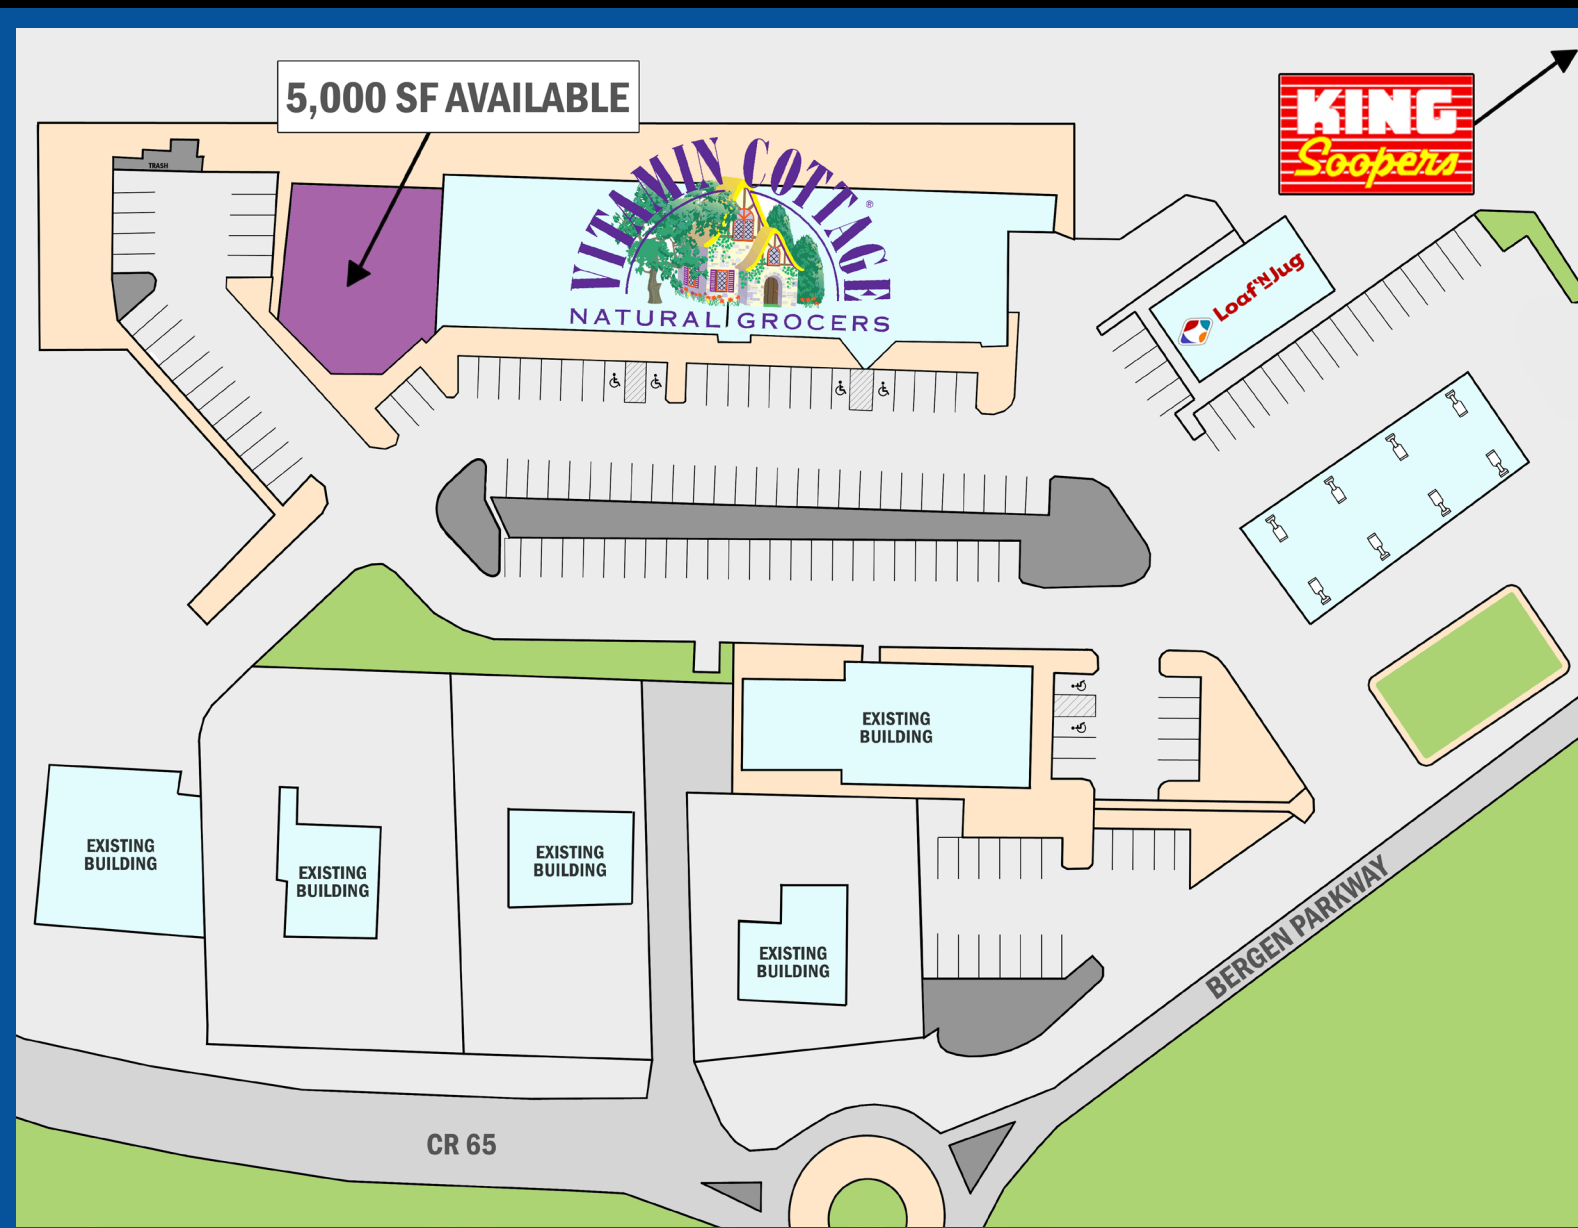 5,000 SF AVAILABLE
KING
Soopers
TRASH
VITAMIN COTTAGE
®
NATURAL GROCERS
Loaf 'N Jug
EXISTING
BUILDING
EXISTING
BUILDING
EXISTING
BUILDING
EXISTING
BUILDING
EXISTING
BUILDING
BERGEN PARKWAY
CR 65